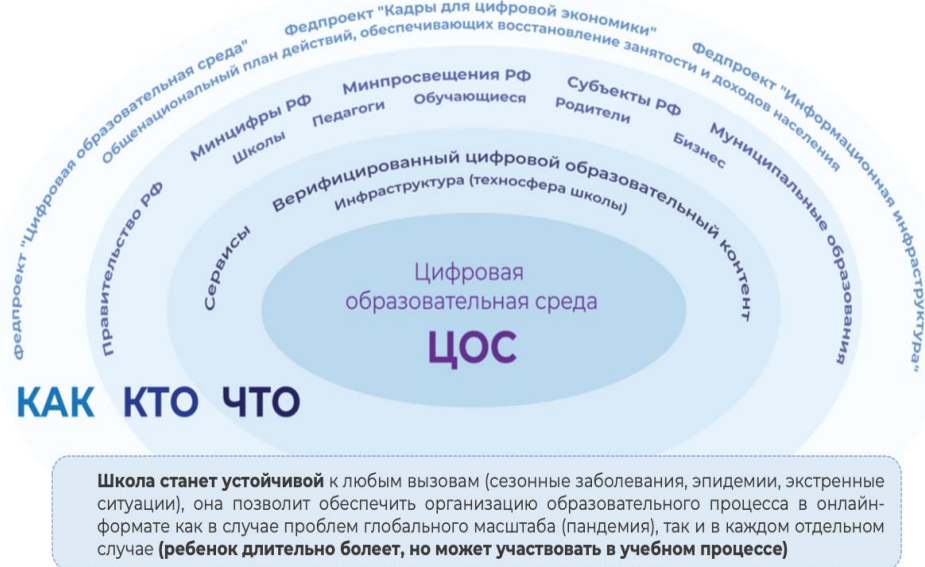 Федпроект "Цифровая образовательная среда"
Федпроект "Кадры для цифровой экономики"
Федпроект "Информационная инфраструктура"
Общенациональный план действий, обеспечивающих восстановление занятости и доходов населения
Правительство РФ
Минцифры РФ
Минпросвещения РФ
Субъекты РФ
Муниципальные образования
Школы
Педагоги
Обучающиеся
Родители
Бизнес
Сервисы
Верифицированный цифровой образовательный контент
Инфраструктура (техносфера школы)
Цифровая
образовательная среда
ЦОС
КАК КТО ЧТО
Школа станет устойчивой к любым вызовам (сезонные заболевания, эпидемии, экстренные
ситуации), она позволит обеспечить организацию образовательного процесса в онлайн-
формате как в случае проблем глобального масштаба (пандемия), так и в каждом отдельном
случае (ребенок длительно болеет, но может участвовать в учебном процессе)